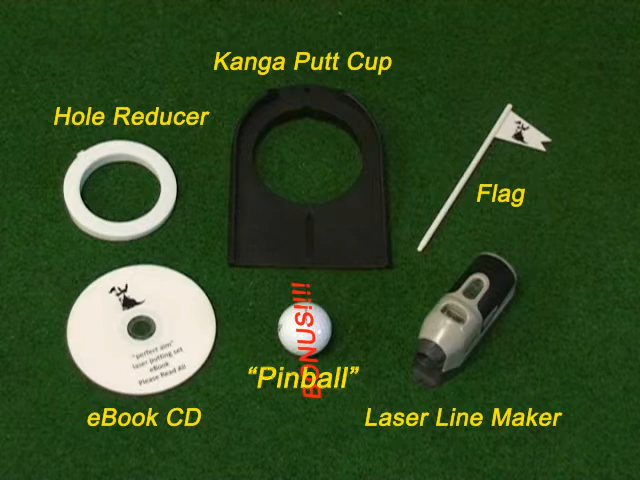 Kanga Putt Cup
Hole Reducer
Flag
"perfect aim"
laser putting set
eBook
Please Read All
BONUS!!!!
“Pinball”
eBook CD
Laser Line Maker